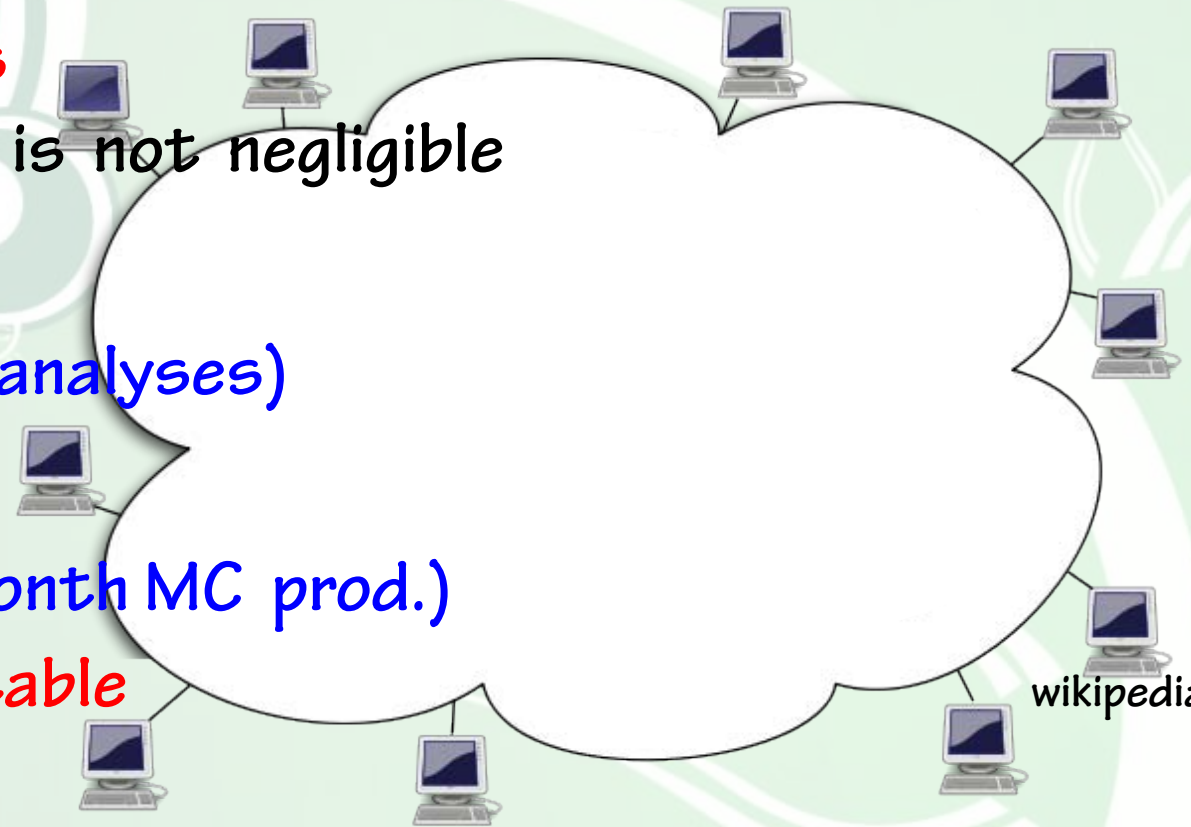 s
is not negligible
analyses)
onth MC prod.)
able
wikipedia